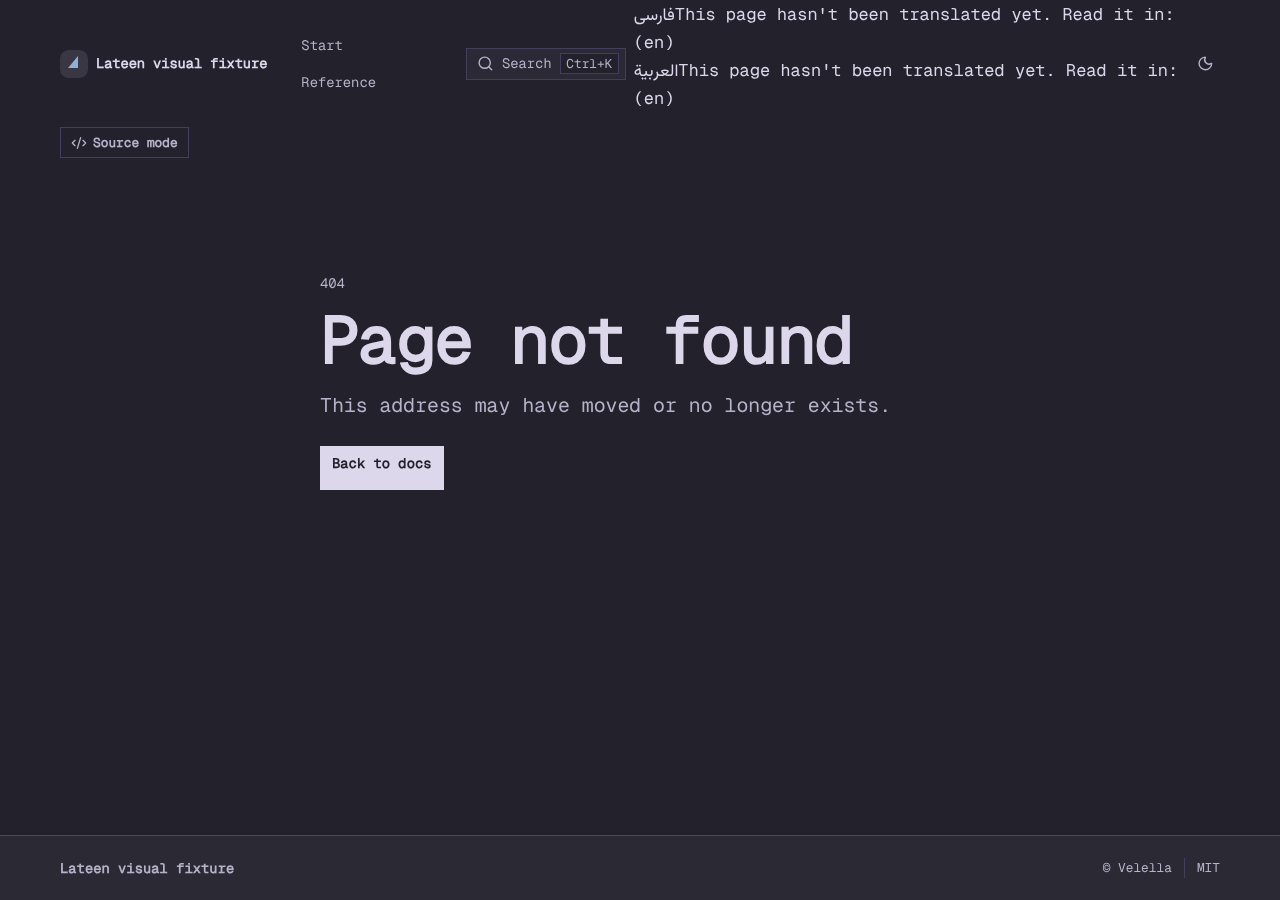 Lateen visual fixture
Start
Reference
Search Ctrl+K
فارسیThis page hasn't been translated yet. Read it in:
(en)
العربيةThis page hasn't been translated yet. Read it in:
(en)
Source mode
404
Page not found
This address may have moved or no longer exists.
Back to docs
Lateen visual fixture
© Velella
MIT